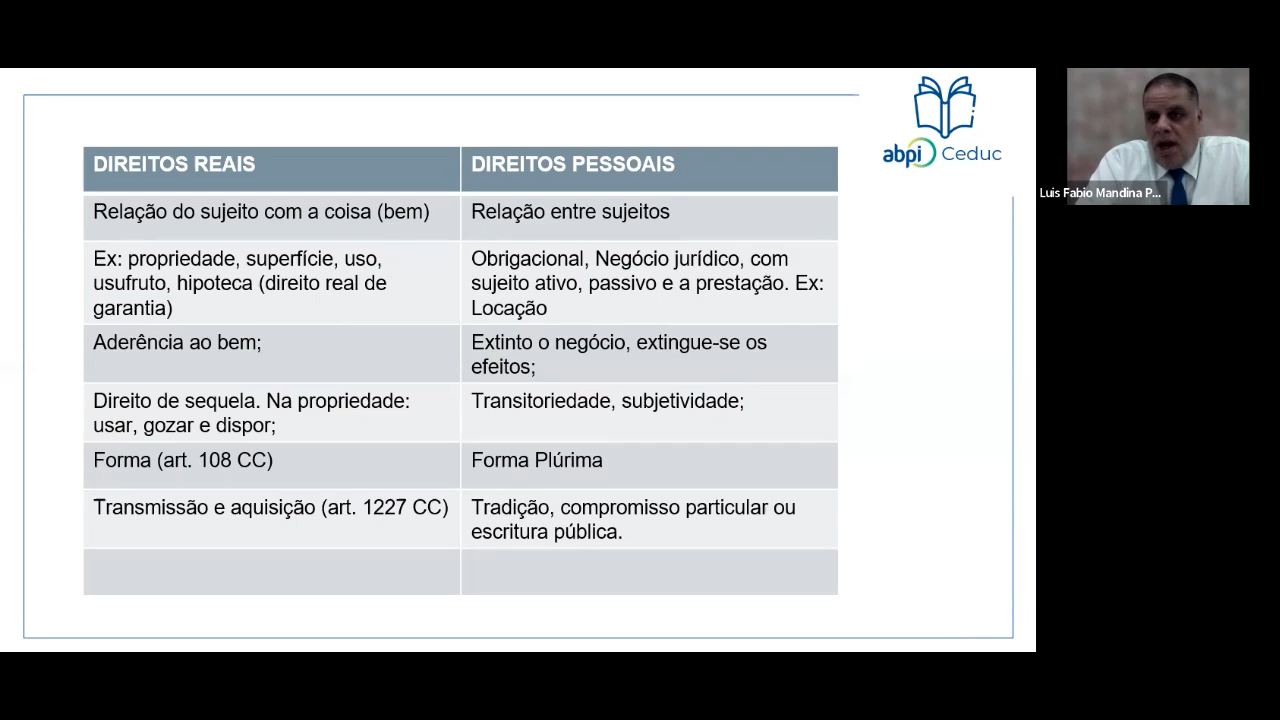 DIREITOS REAIS
DIREITOS PESSOAIS
Relação do sujeito com a coisa (bem)
Relação entre sujeitos
Ex: propriedade, superfície, uso,
usufruto, hipoteca (direito real de
garantia)
Obrigacional, Negócio jurídico, com
sujeito ativo, passivo e a prestação. Ex:
Locação
Aderência ao bem;
Extinto o negócio, extingue-se os
efeitos;
Direito de sequela. Na propriedade:
usar, gozar e dispor;
Transitoriedade, subjetividade;
Forma (art. 108 CC)
Forma Plúrima
Transmissão e aquisição (art. 1227 CC)
Tradição, compromisso particular ou
escritura pública.
abpi Ceduc
Luis Fabio Mandina P...